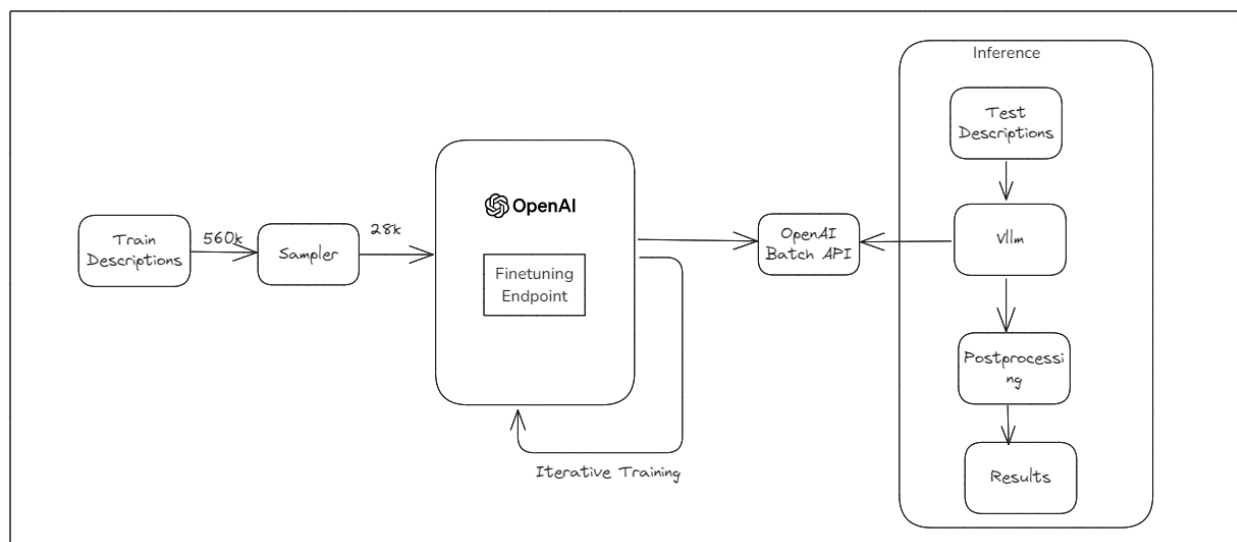 Inference
Test
Descriptions
OpenAI
Train
Descriptions
560k
Sampler
28k
Finetuning
Endpoint
OpenAI
Batch API
Vllm
Postprocessi
ng
Iterative Training
Results